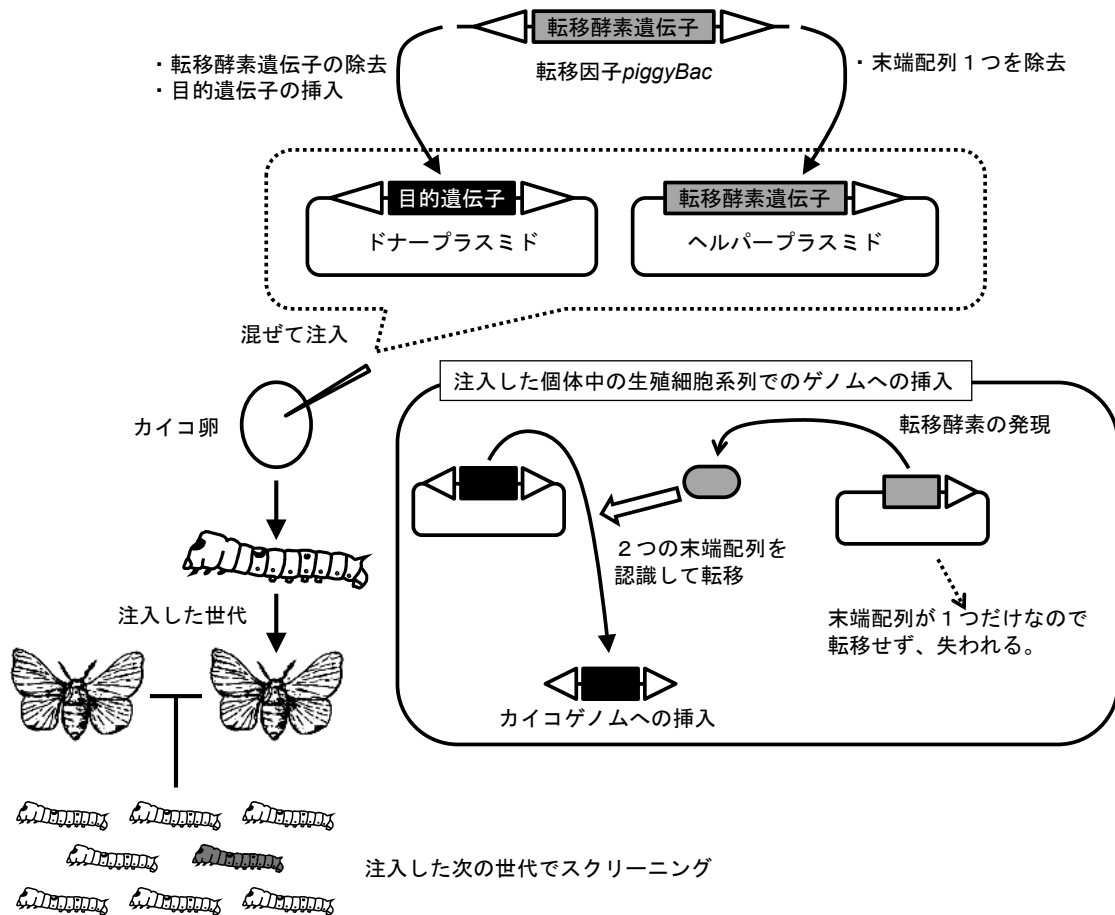 転移酵素遺伝子
転移因子piggyBac
・転移酵素遺伝子の除去
・目的遺伝子の挿入
・末端配列１つを除去
目的遺伝子
ドナープラスミド
転移酵素遺伝子
ヘルパープラスミド
混ぜて注入
カイコ卵
注入した世代
注入した個体中の生殖細胞系列でのゲノムへの挿入
転移酵素の発現
２つの末端配列を
認識して転移
末端配列が１つだけなので
転移せず、失われる。
カイコゲノムへの挿入
注入した次の世代でスクリーニング